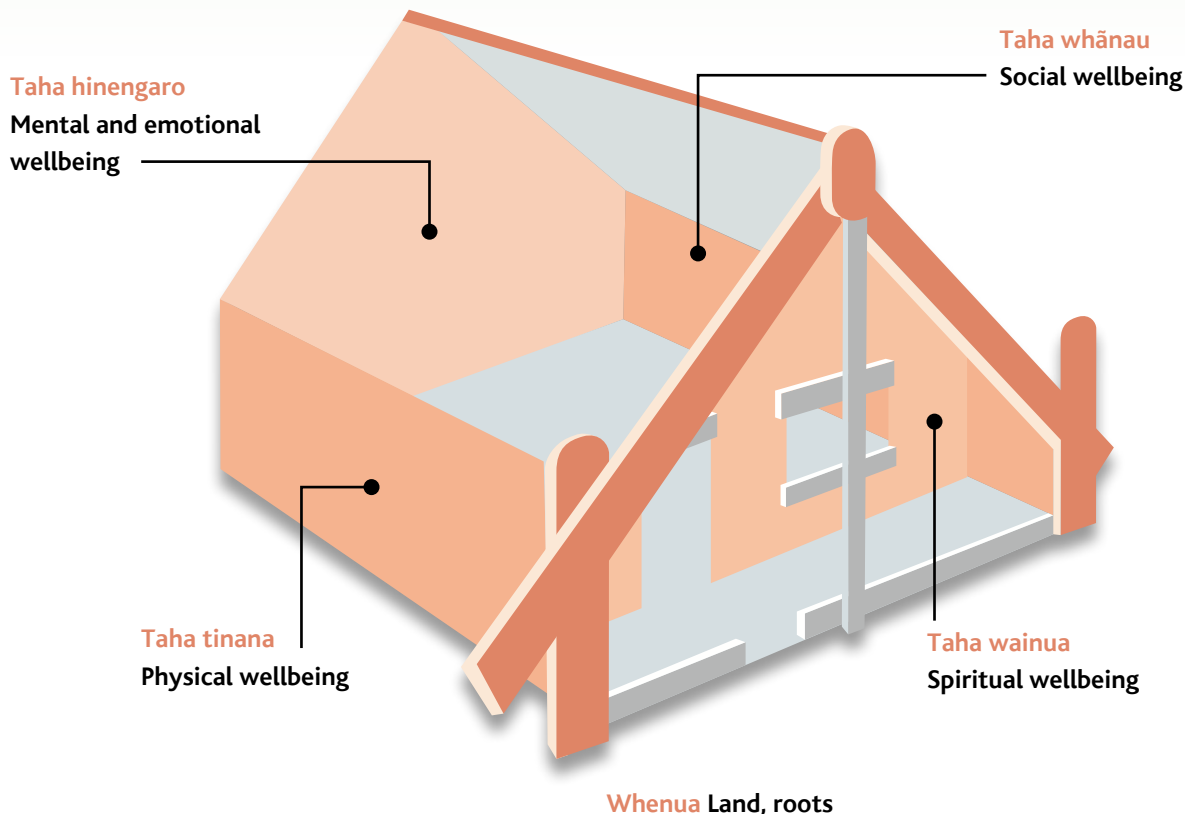 Taha whãnau
Social wellbeing
Taha hinengaro
Mental and emotional
wellbeing
Taha tinana
Physical wellbeing
Taha wainua
Spiritual wellbeing
Whenua Land, roots